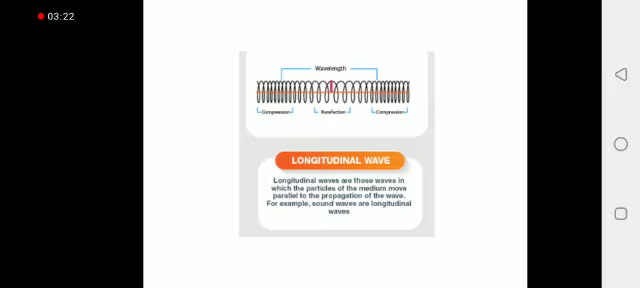 03:22
Wavelength
Compression
Rarefaction
Compression
LONGITUDINAL WAVE
Longitudinal waves are those waves in
which the particles of the medium move
parallel to the propagation of the wave.
For example, sound waves are longitudinal
waves